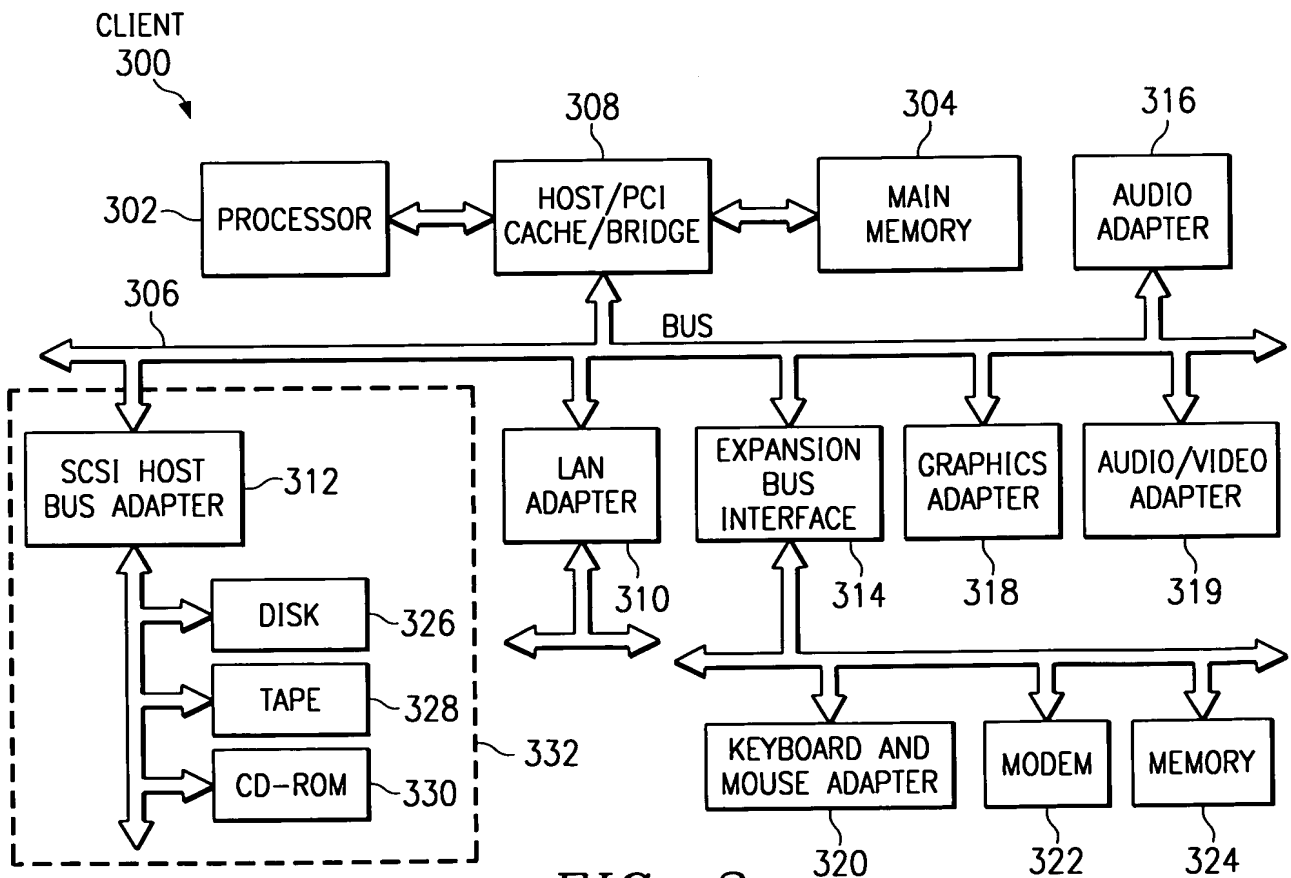 CLIENT
300
308
304
316
302
PROCESSOR
HOST/PCI
CACHE/BRIDGE
MAIN
MEMORY
AUDIO
ADAPTER
306
BUS
SCSI HOST
BUS ADAPTER
312
LAN
ADAPTER
EXPANSION
BUS
INTERFACE
GRAPHICS
ADAPTER
AUDIO/VIDEO
ADAPTER
310
314
318
319
DISK
326
TAPE
328
332
CD-ROM
330
KEYBOARD AND
MOUSE ADAPTER
MODEM
MEMORY
320
322
324